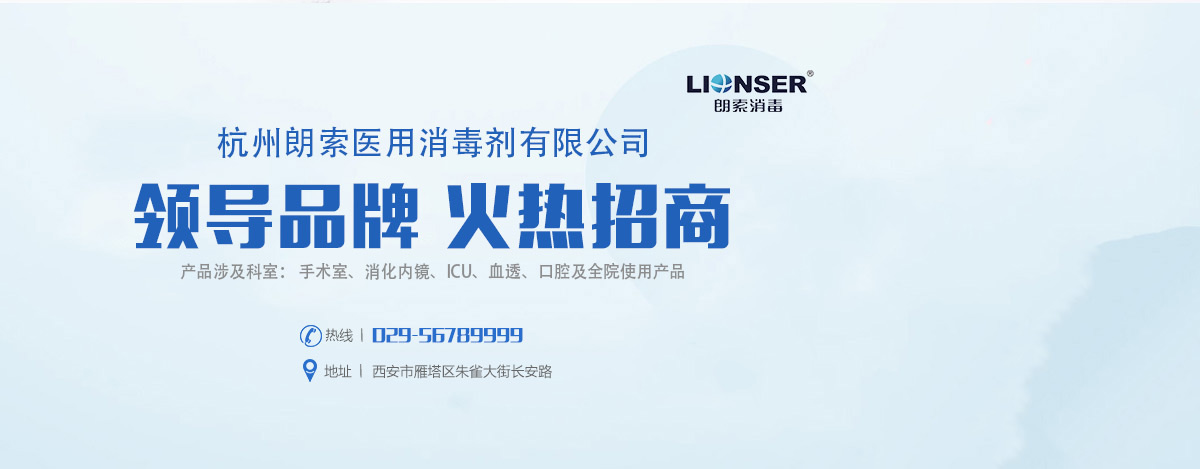 LIONSER®
朗索消毒
杭州朗索医用消毒剂有限公司
领导品牌 火热招商
产品涉及科室： 手术室、消化内镜、ICU、血透、口腔及全院使用产品
热线 | 029-56789999
地址 | 西安市雁塔区朱雀大街长安路